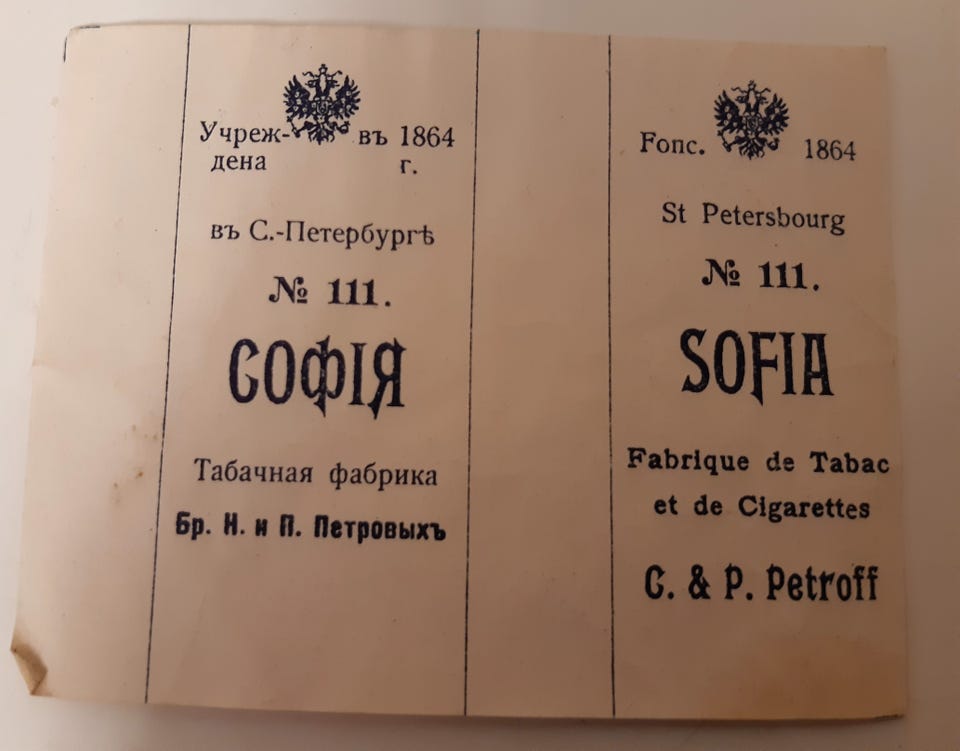 Учреж- въ 1864
дена г.
въ С.-Петербургѣ
№ 111.
СОФІЯ
Табачная фабрика
Бр. Н. и П. Петровыхъ
Fonc. 1864
St Petersbourg
№ 111.
SOFIA
Fabrique de Tabac
et de Cigarettes
C. & P. Petroff